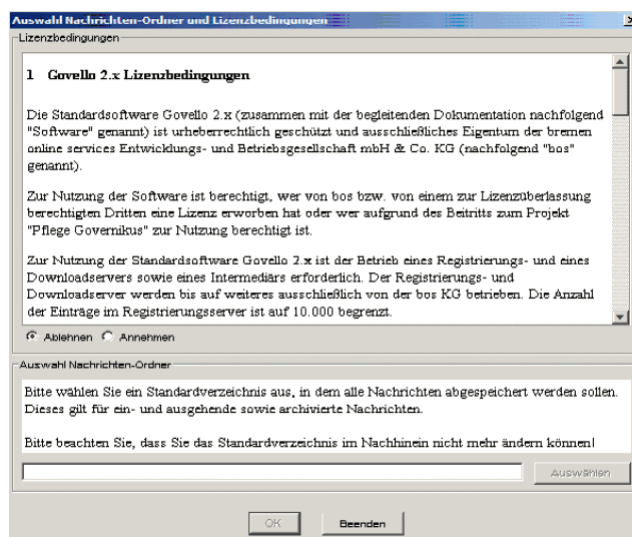 Auswahl Nachrichten-Ordner und Lizenzbedingungen
Lizenzbedingungen
1 Govello 2.x Lizenzbedingungen
Die Standardsoftware Govello 2.x (zusammen mit der begleitenden Dokumentation nachfolgend
"Software" genannt) ist urheberrechtlich geschützt und ausschließliches Eigentum der bremen
online services Entwicklungs- und Betriebsgesellschaft mbH & Co. KG (nachfolgend "bos"
genannt).
Zur Nutzung der Software ist berechtigt, wer von bos bzw. von einem zur Lizenzüberlassung
berechtigten Dritten eine Lizenz erworben hat oder wer aufgrund des Beitritts zum Projekt
"Pflege Governikus" zur Nutzung berechtigt ist.
Zur Nutzung der Standardsoftware Govello 2.x ist der Betrieb eines Registrierungs- und eines
Downloadservers sowie eines Intermediärs erforderlich. Der Registrierungs- und
Downloadserver werden bis auf weiteres ausschließlich von der bos KG betrieben. Die Anzahl
der Einträge im Registrierungsserver ist auf 10.000 begrenzt.
Ablehnen Annehmen
Auswahl Nachrichten-Ordner
Bitte wählen Sie ein Standardverzeichnis aus, in dem alle Nachrichten abgespeichert werden sollen.
Dieses gilt für ein- und ausgehende sowie archivierte Nachrichten.
Bitte beachten Sie, dass Sie das Standardverzeichnis im Nachhinein nicht mehr ändern können!
Auswählen
OK Beenden